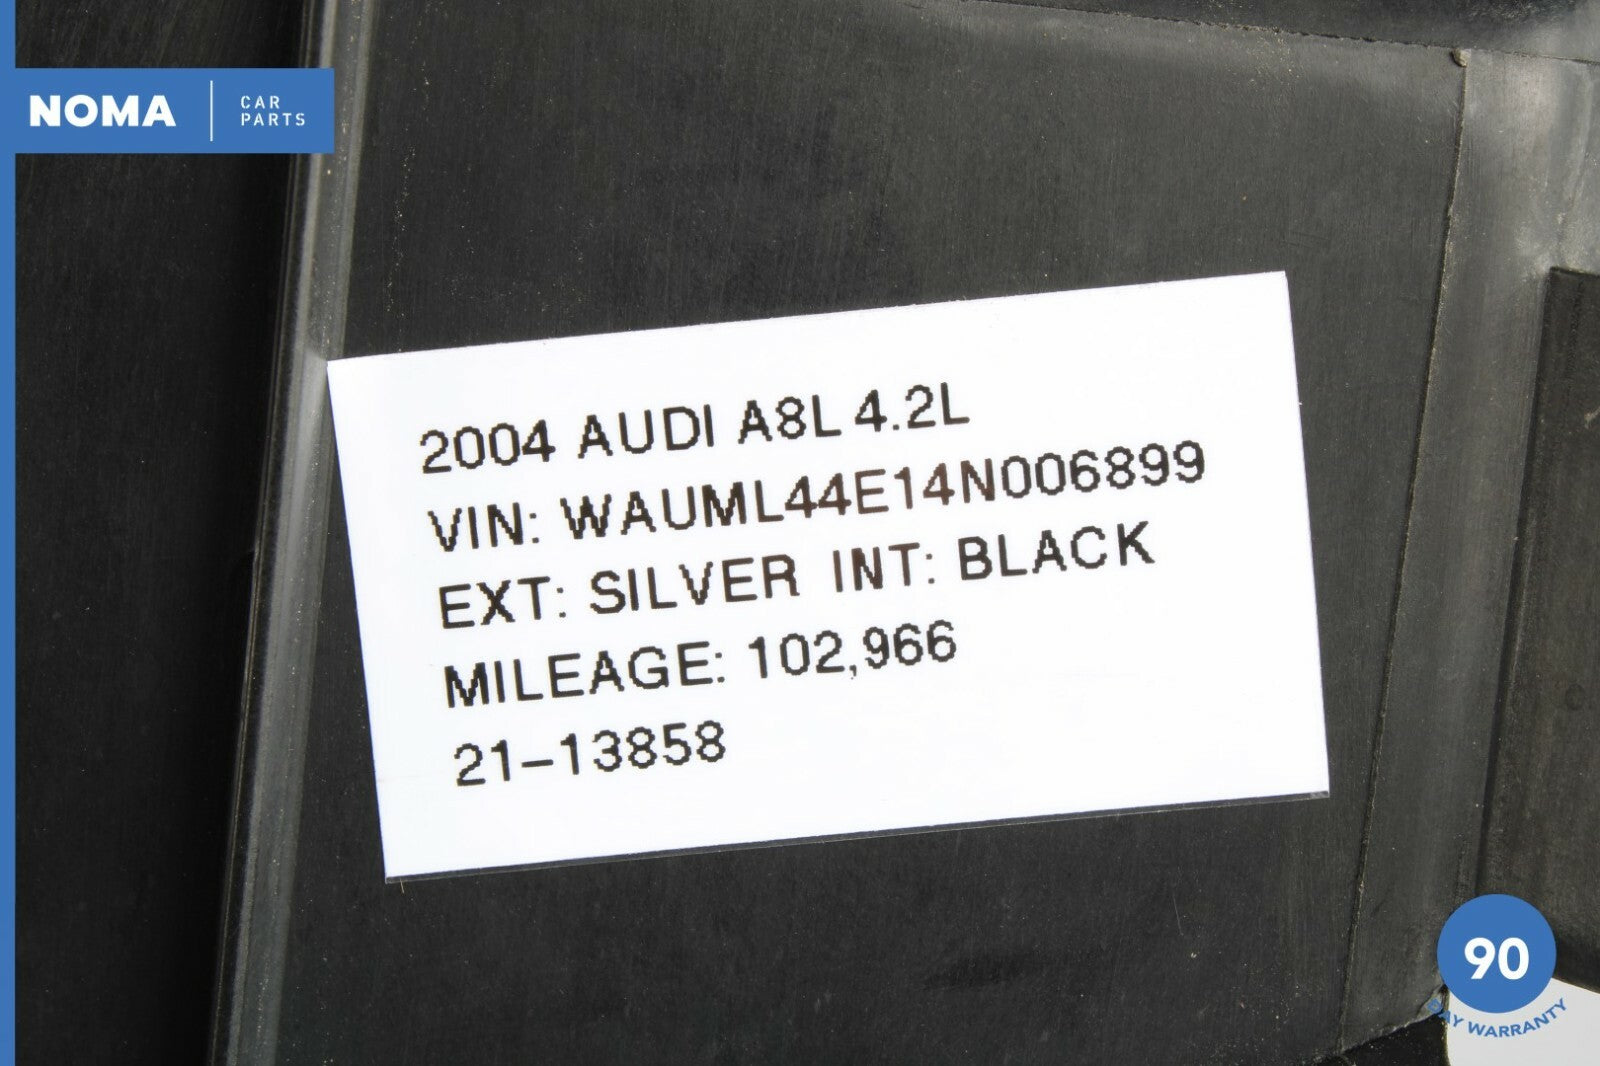 NOMA
CAR
PARTS
2004 AUDI A8L 4.2L
VIN: WAUML44E14N006899
EXT: SILVER INT: BLACK
MILEAGE: 102,966
21-13858
90
DAY WARRANTY